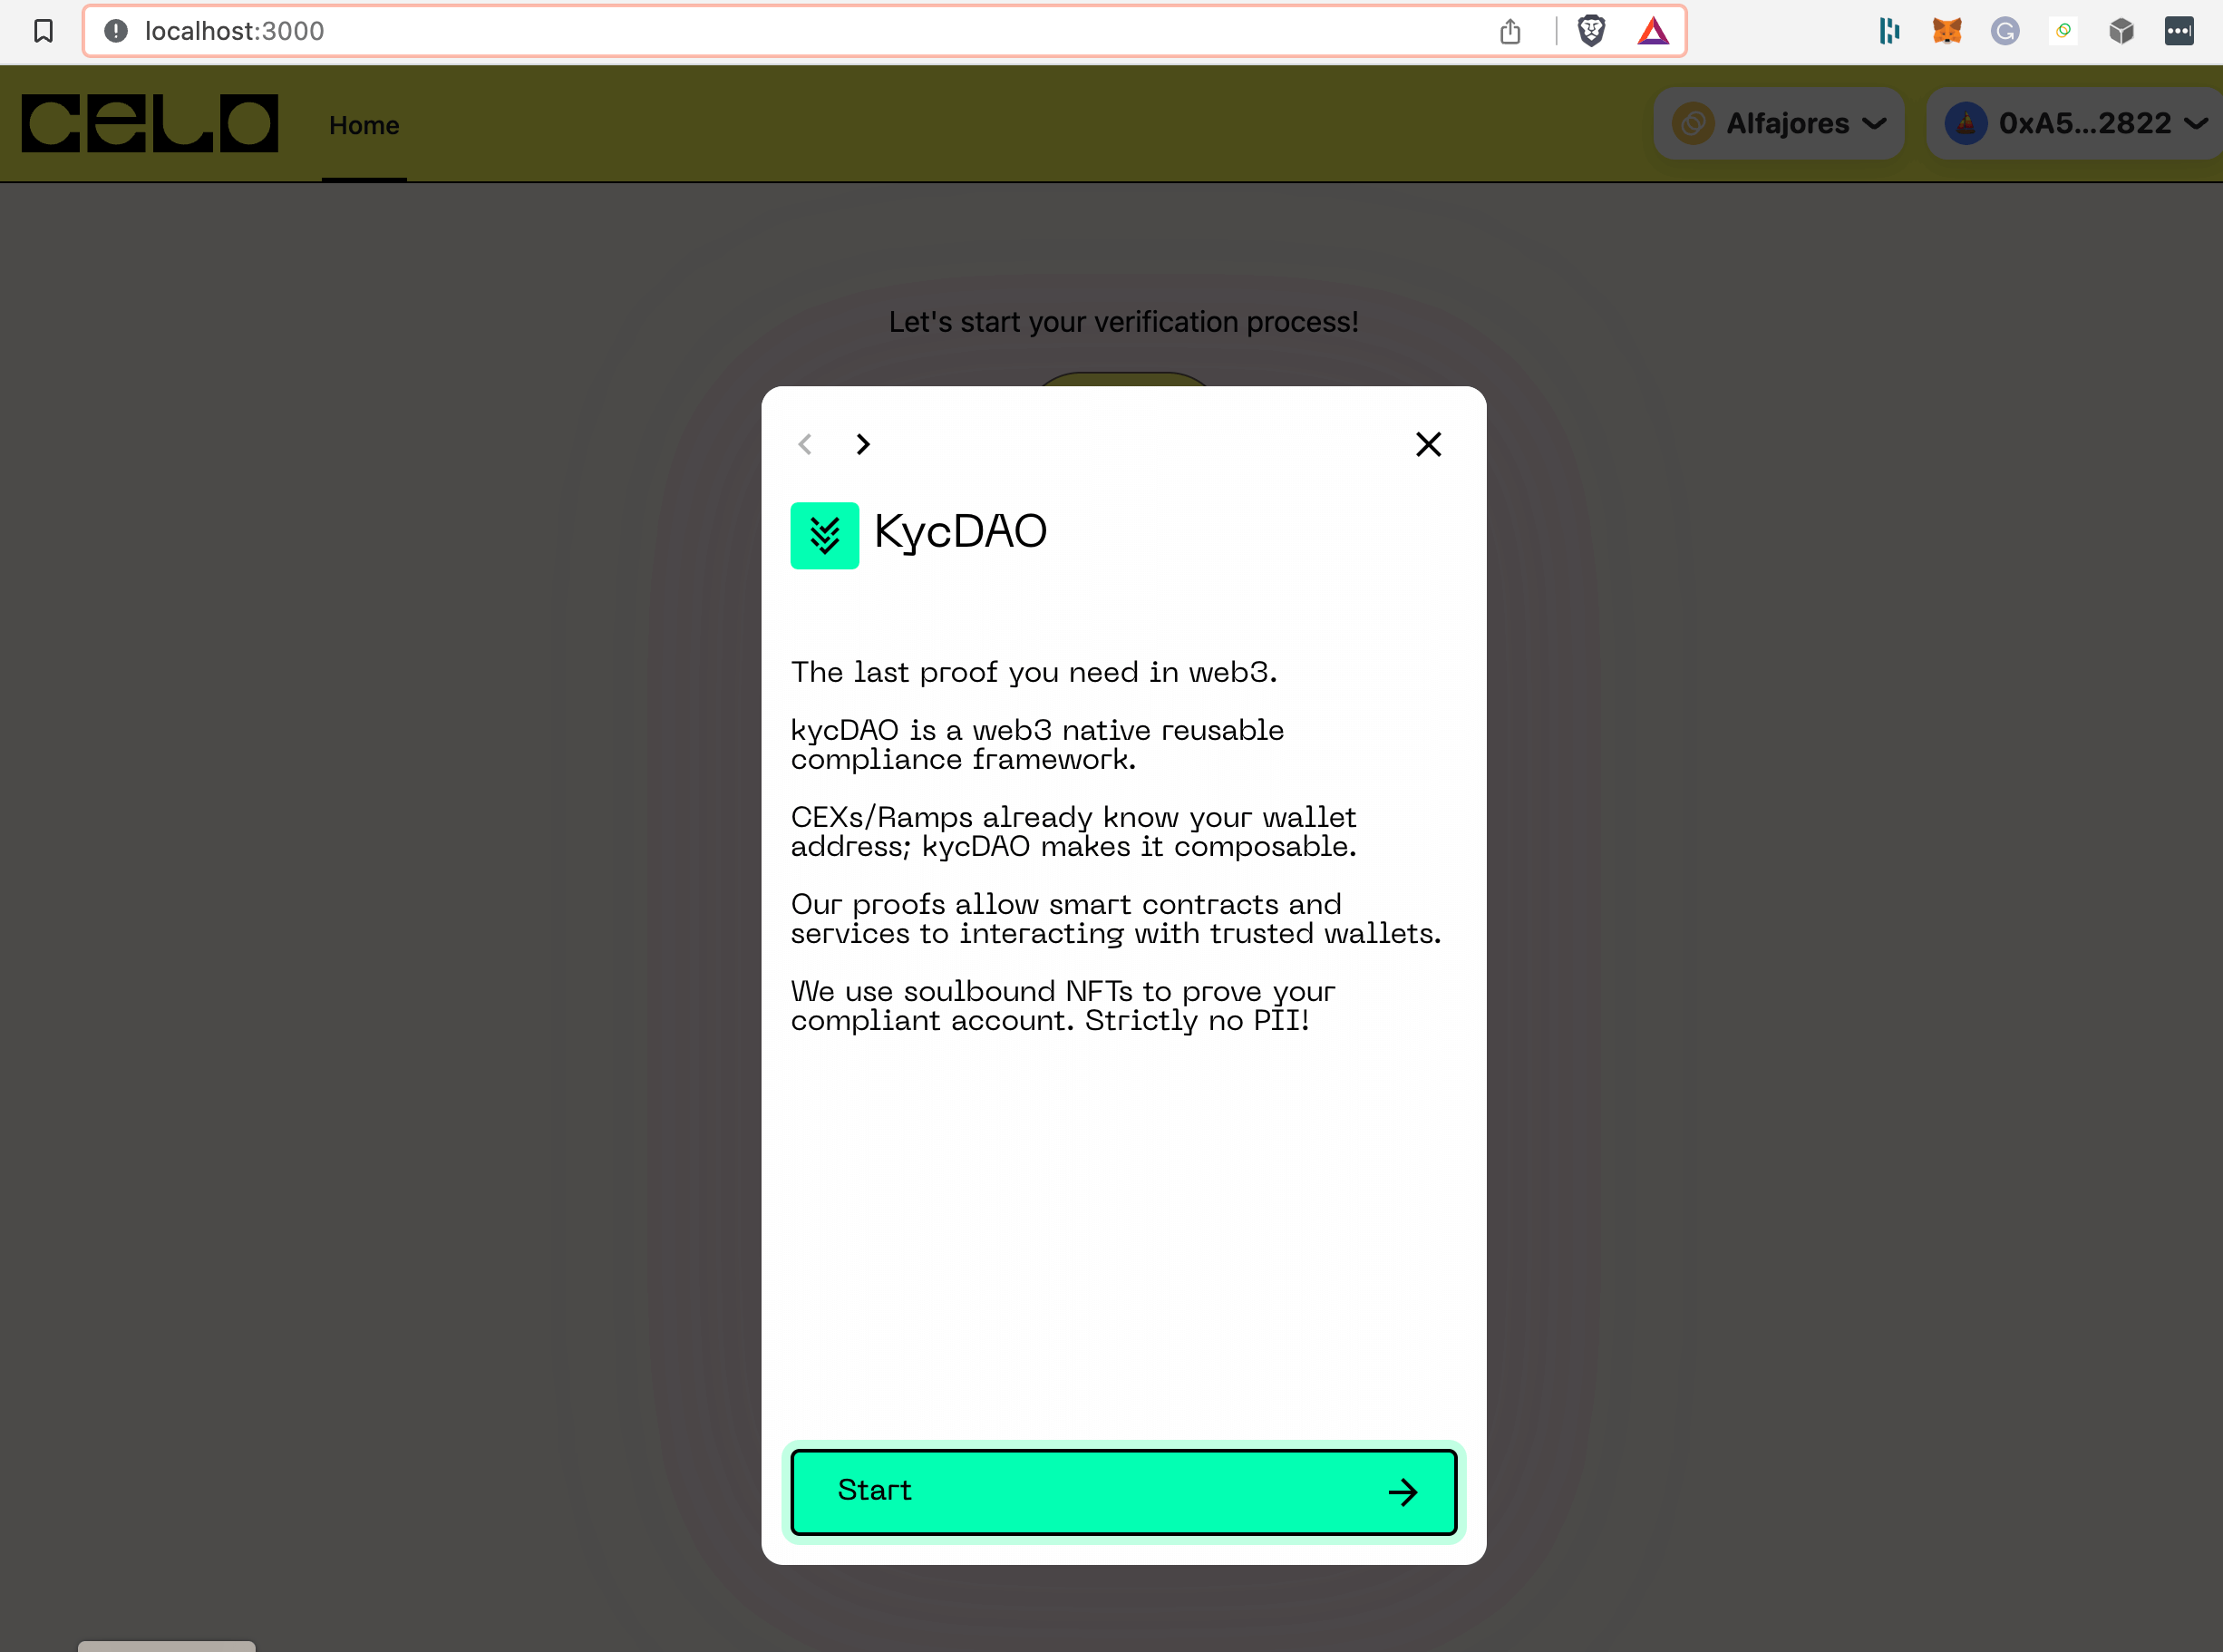 localhost:3000
CELO
Home
Alfajores
0xA5...2822
Let's start your verification process!
KycDAO
The last proof you need in web3.
kycDAO is a web3 native reusable
compliance framework.
CEXs/Ramps already know your wallet
address; kycDAO makes it composable.
Our proofs allow smart contracts and
services to interacting with trusted wallets.
We use soulbound NFTs to prove your
compliant account. Strictly no PII!
Start